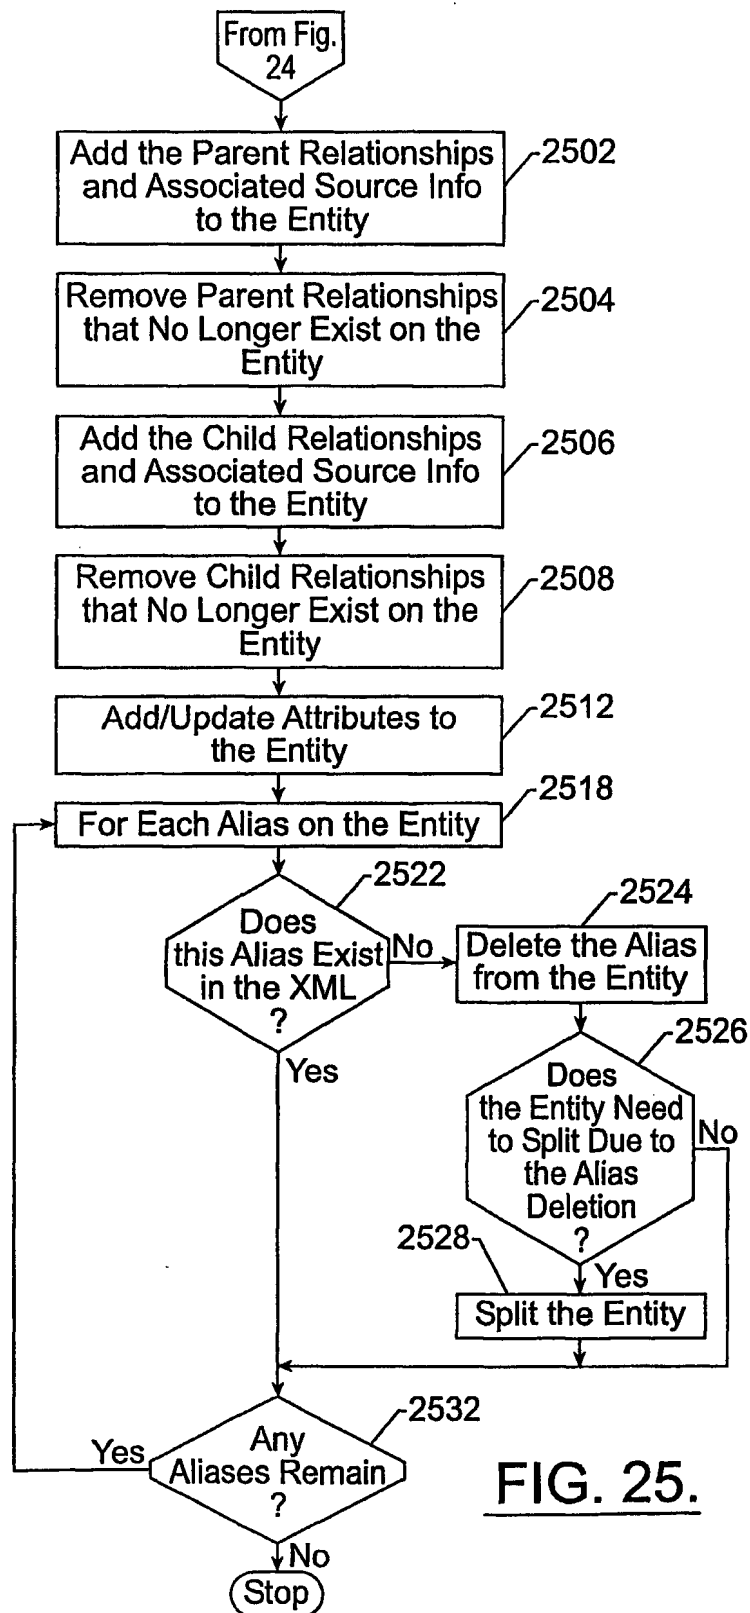 From Fig.
24
Add the Parent Relationships
and Associated Source Info
to the Entity
2502
Remove Parent Relationships
that No Longer Exist on the
Entity
2504
Add the Child Relationships
and Associated Source Info
to the Entity
2506
Remove Child Relationships
that No Longer Exist on the
Entity
2508
Add/Update Attributes to
the Entity
2512
For Each Alias on the Entity
2518
Does
this Alias Exist
in the XML
?
2522
No
Yes
Delete the Alias
from the Entity
2524
Does
the Entity Need
to Split Due to
the Alias
Deletion
?
2526
No
Yes
2528
Split the Entity
Any
Aliases Remain
?
2532
Yes
No
Stop
FIG. 25.